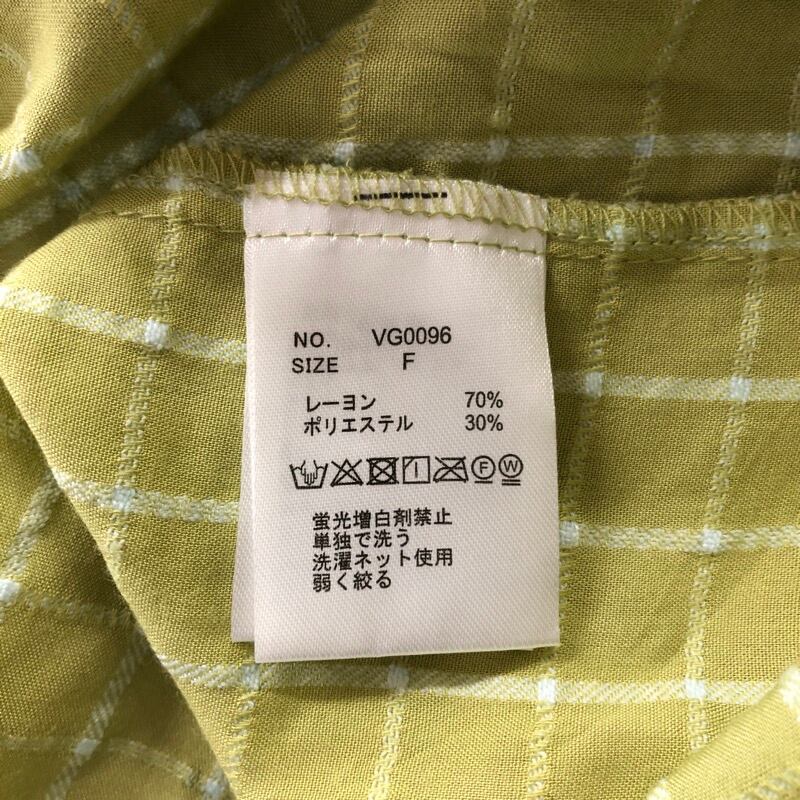 NO. VG0096
SIZE F
レーヨン 70%
ポリエステル 30%
F W
蛍光増白剤禁止
単独で洗う
洗濯ネット使用
弱く絞る